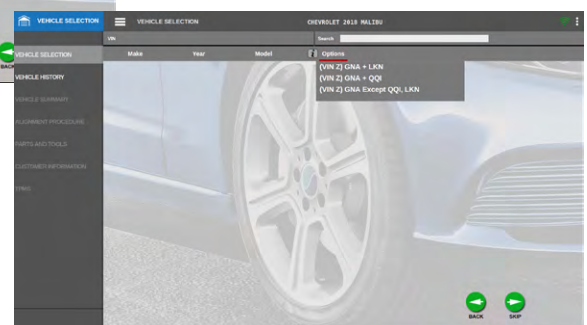 VEHICLE SELECTION
VEHICLE SELECTION
CHEVROLET 2018 MALIBU
VIN
Search
Make Year Model Options
VEHICLE SELECTION
(VIN Z) GNA + LKN
(VIN Z) GNA + QQI
(VIN Z) GNA Except QQI, LKN
BACK
VEHICLE HISTORY
VEHICLE SUMMARY
ALIGNMENT PROCEDURE
PARTS AND TOOLS
CUSTOMER INFORMATION
BACK
SKIP